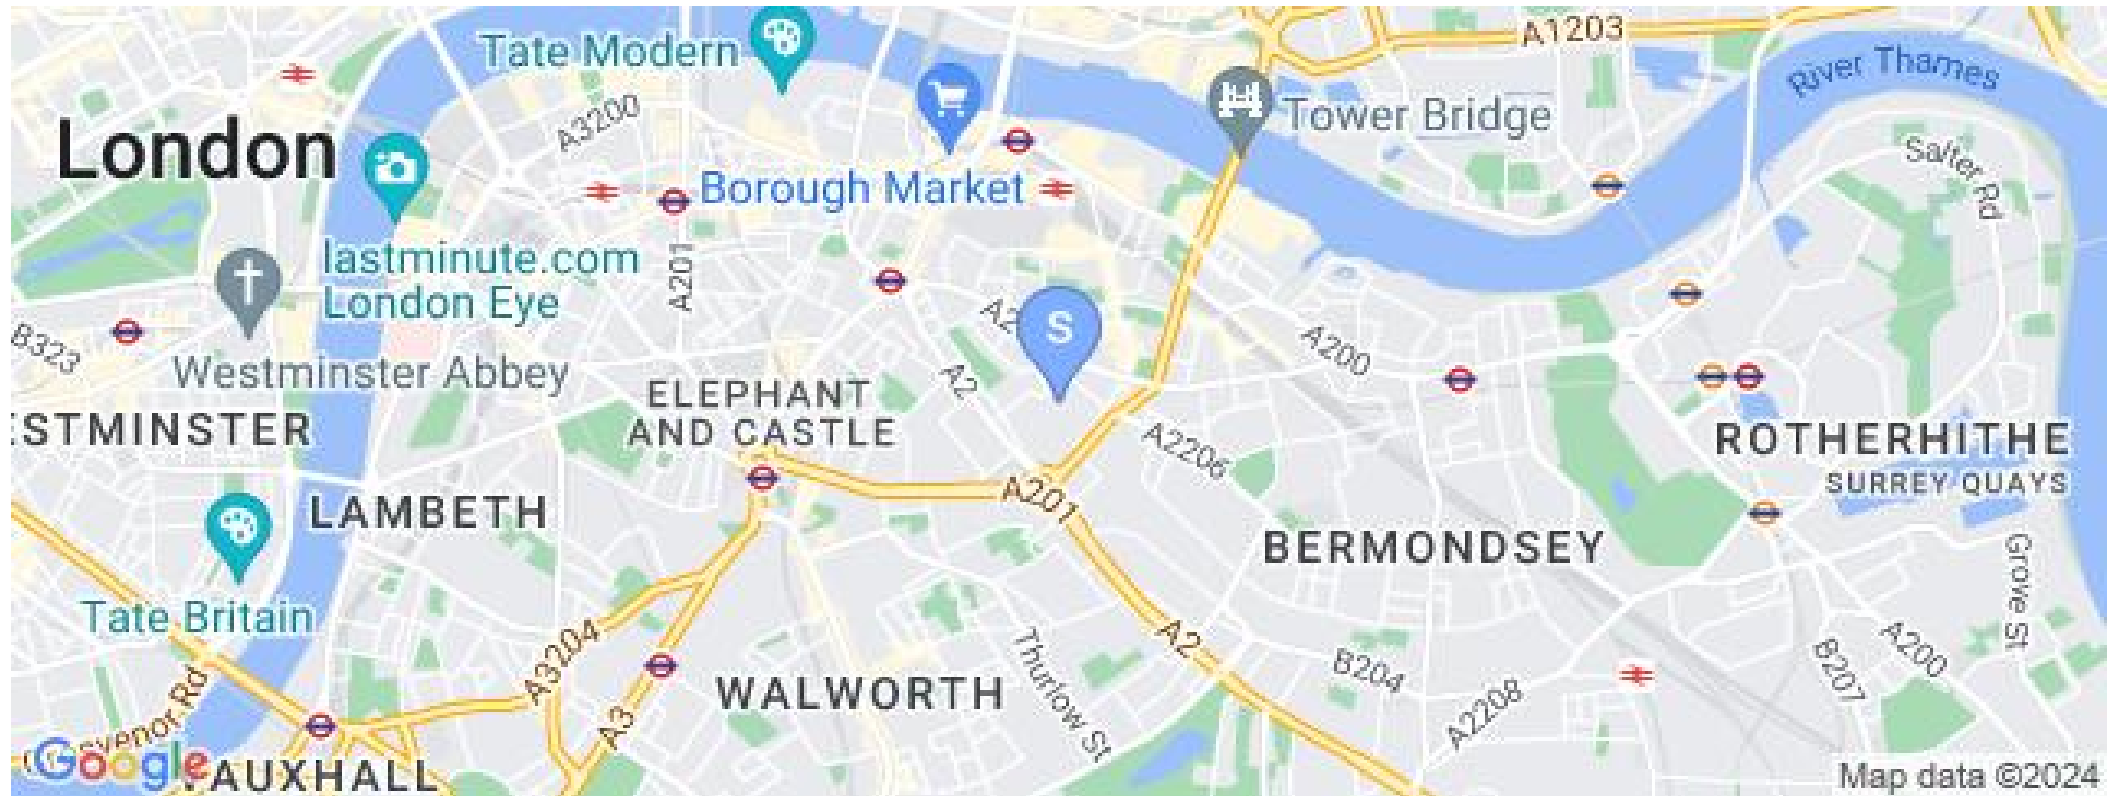 A1203
Tate Modern
River Thames
A3200
Tower Bridge
London
Salter Rd
Borough Market
lastminute.com
London Eye
A201
A2
S
B323
Westminster Abbey
A200
A2
ELEPHANT
AND CASTLE
ESTMINSTER
A2206
ROTHERHITHE
SURREY QUAYS
LAMBETH
A201
BERMONDSEY
Grove St
Tate Britain
A3204
A2
Thurlow St
B204
B207
A200
WALWORTH
A2208
A3
svenor Rd
Google
AUXHALL
Map data ©2024